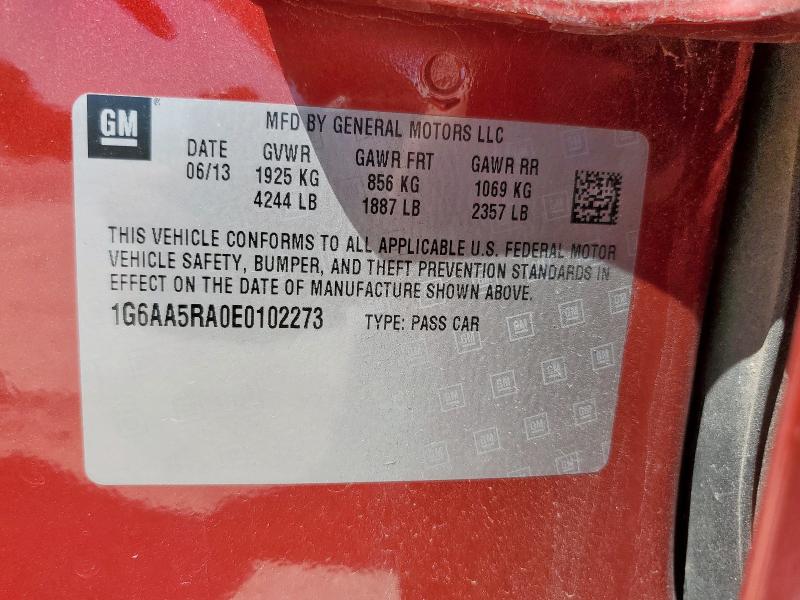 GM
MFD BY GENERAL MOTORS LLC
DATE GVWR GAWR FRT GAWR RR
06/13 1925 KG 856 KG 1069 KG
4244 LB 1887 LB 2357 LB
THIS VEHICLE CONFORMS TO ALL APPLICABLE U.S. FEDERAL MOTOR
VEHICLE SAFETY, BUMPER, AND THEFT PREVENTION STANDARDS IN
EFFECT ON THE DATE OF MANUFACTURE SHOWN ABOVE.
1G6AA5RA0E0102273 TYPE: PASS CAR